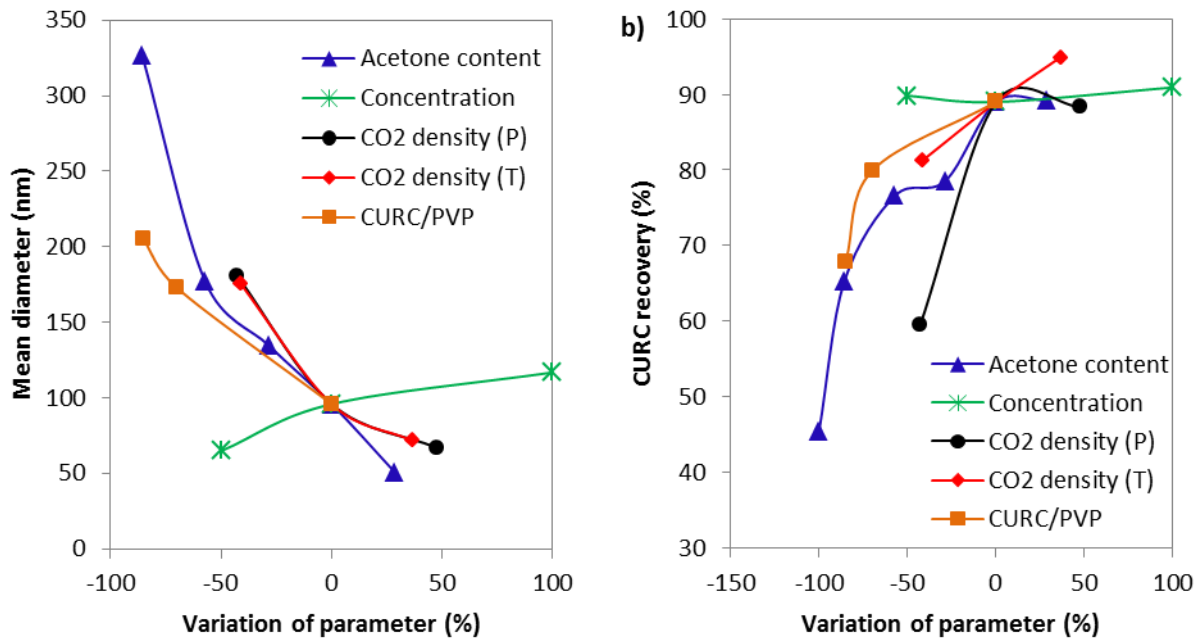 350
300
250
200
150
100
50
0
Mean diameter (nm)
Acetone content
Concentration
CO2 density (P)
CO2 density (T)
CURC/PVP
-100 -50 0 50 100
Variation of parameter (%)
b)
100
90
80
70
60
50
40
30
CURC recovery (%)
Acetone content
Concentration
CO2 density (P)
CO2 density (T)
CURC/PVP
-150 -100 -50 0 50 100
Variation of parameter (%)